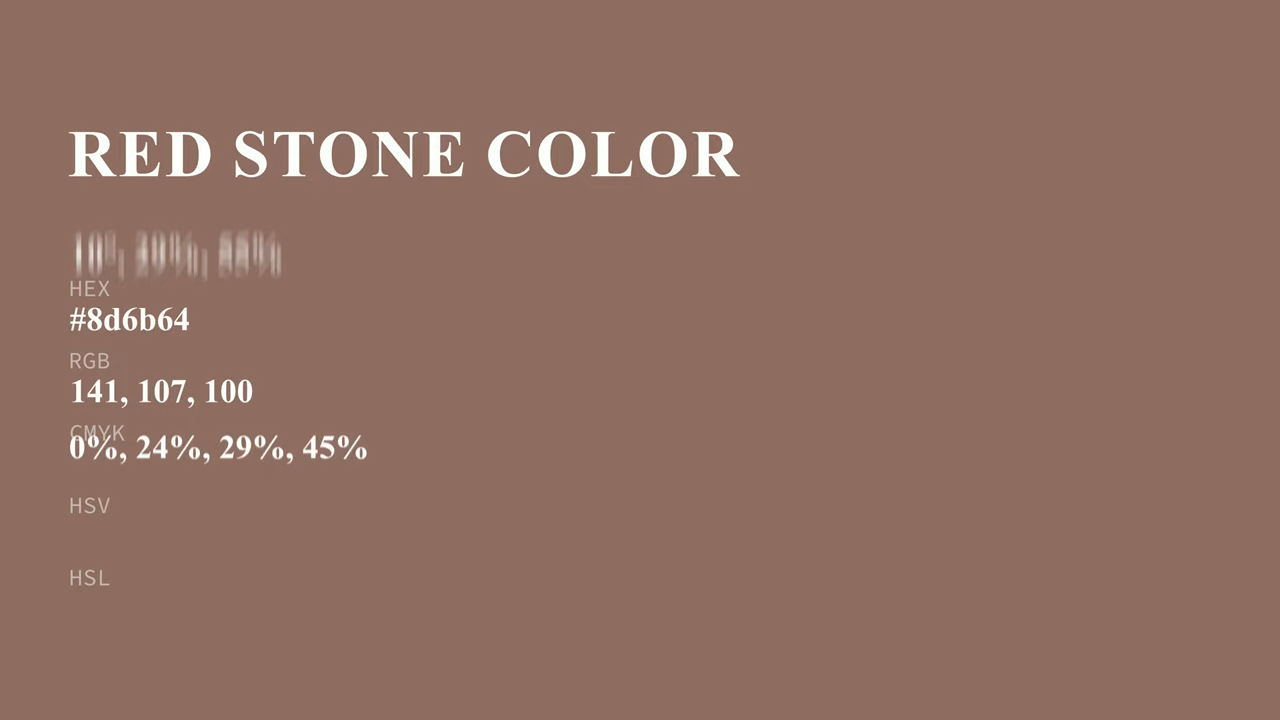 RED STONE COLOR
HEX
#8d6b64
RGB
141, 107, 100
CMYK
0%, 24%, 29%, 45%
HSV
HSL